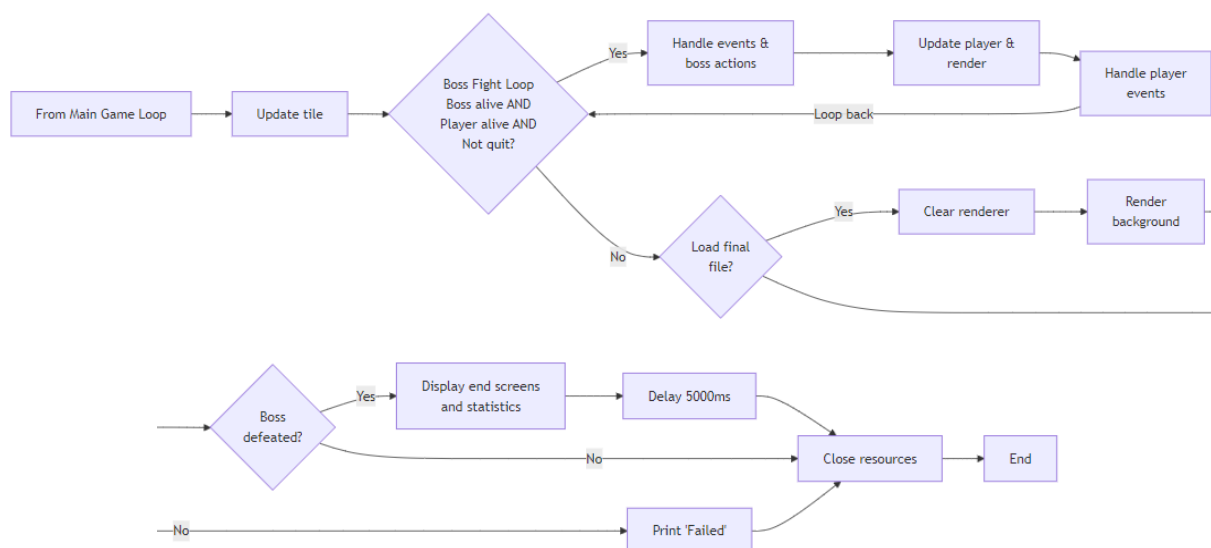 From Main Game Loop
Update tile
Boss Fight Loop
Boss alive AND
Player alive AND
Not quit?
Yes
Handle events &
boss actions
Update player &
render
Handle player
events
Loop back
No
Load final
file?
Yes
Clear renderer
Render
background
Boss
defeated?
Yes
Display end screens
and statistics
Delay 5000ms
No
Close resources
End
No
Print 'Failed'